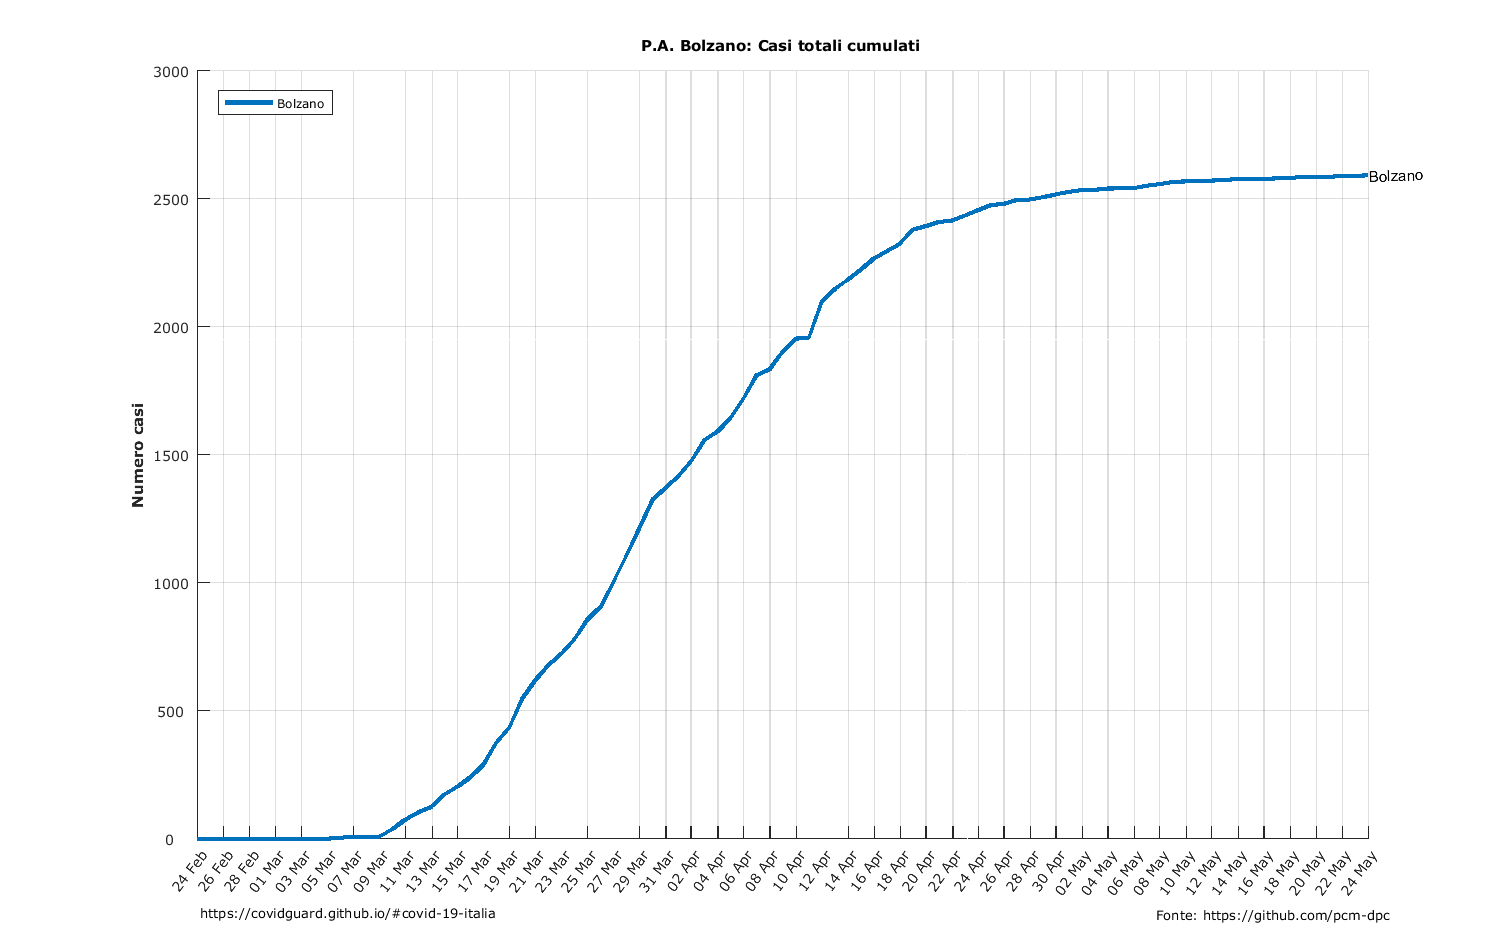 P.A. Bolzano: Casi totali cumulati
3000
2500
2000
1500
1000
500
0
Numero casi
Bolzano
Bolzano
24 Feb
26 Feb
28 Feb
01 Mar
03 Mar
05 Mar
07 Mar
09 Mar
11 Mar
13 Mar
15 Mar
17 Mar
19 Mar
21 Mar
23 Mar
25 Mar
27 Mar
29 Mar
31 Mar
02 Apr
04 Apr
06 Apr
08 Apr
10 Apr
12 Apr
14 Apr
16 Apr
18 Apr
20 Apr
22 Apr
24 Apr
26 Apr
28 Apr
30 Apr
02 May
04 May
06 May
08 May
10 May
12 May
14 May
16 May
18 May
20 May
22 May
24 May
https://covidguard.github.io/#covid-19-italia
Fonte: https://github.com/pcm-dpc